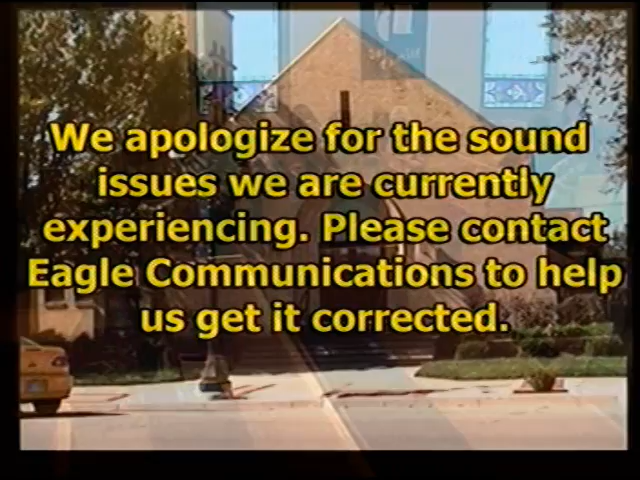 We apologize for the sound
issues we are currently
experiencing. Please contact
Eagle Communications to help
us get it corrected.